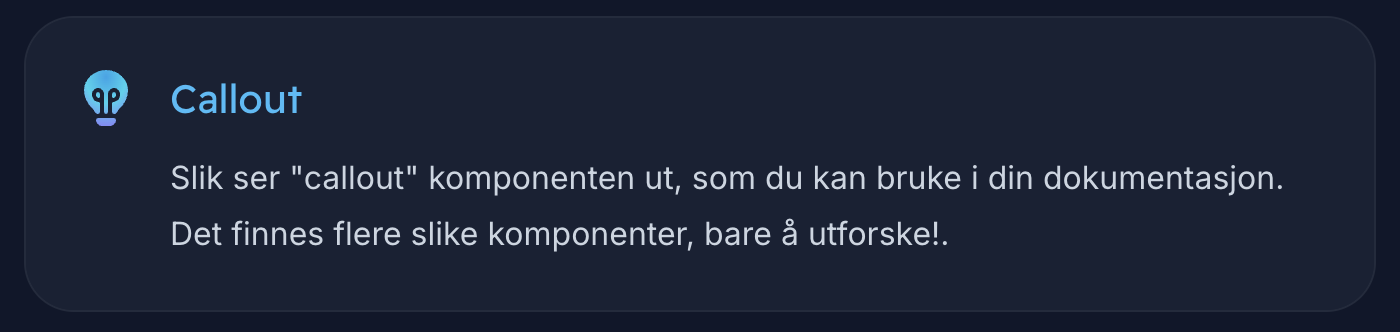 Callout
Slik ser "callout" komponenten ut, som du kan bruke i din dokumentasjon.
Det finnes flere slike komponenter, bare å utforske!.